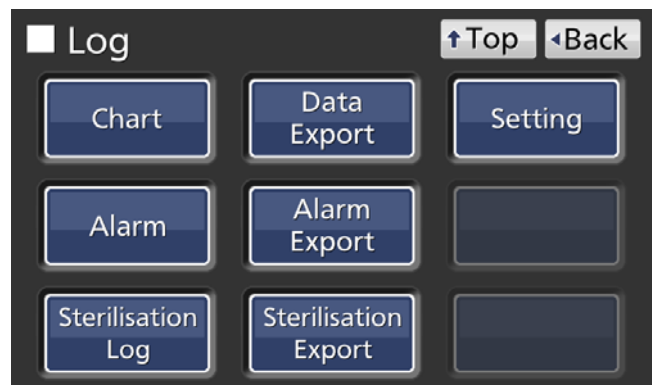 Log
↑Top ◂Back
Chart
Data
Export
Setting
Alarm
Alarm
Export
Sterilisation
Log
Sterilisation
Export